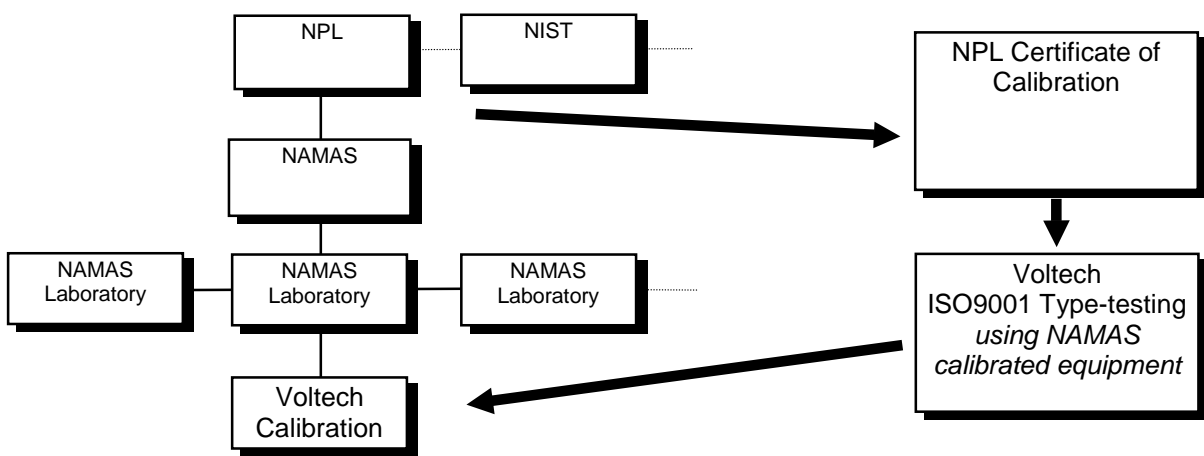 NPL
NIST
NPL Certificate of
Calibration
NAMAS
NAMAS
Laboratory
NAMAS
Laboratory
NAMAS
Laboratory
Voltech
ISO9001 Type-testing
using NAMAS
calibrated equipment
Voltech
Calibration